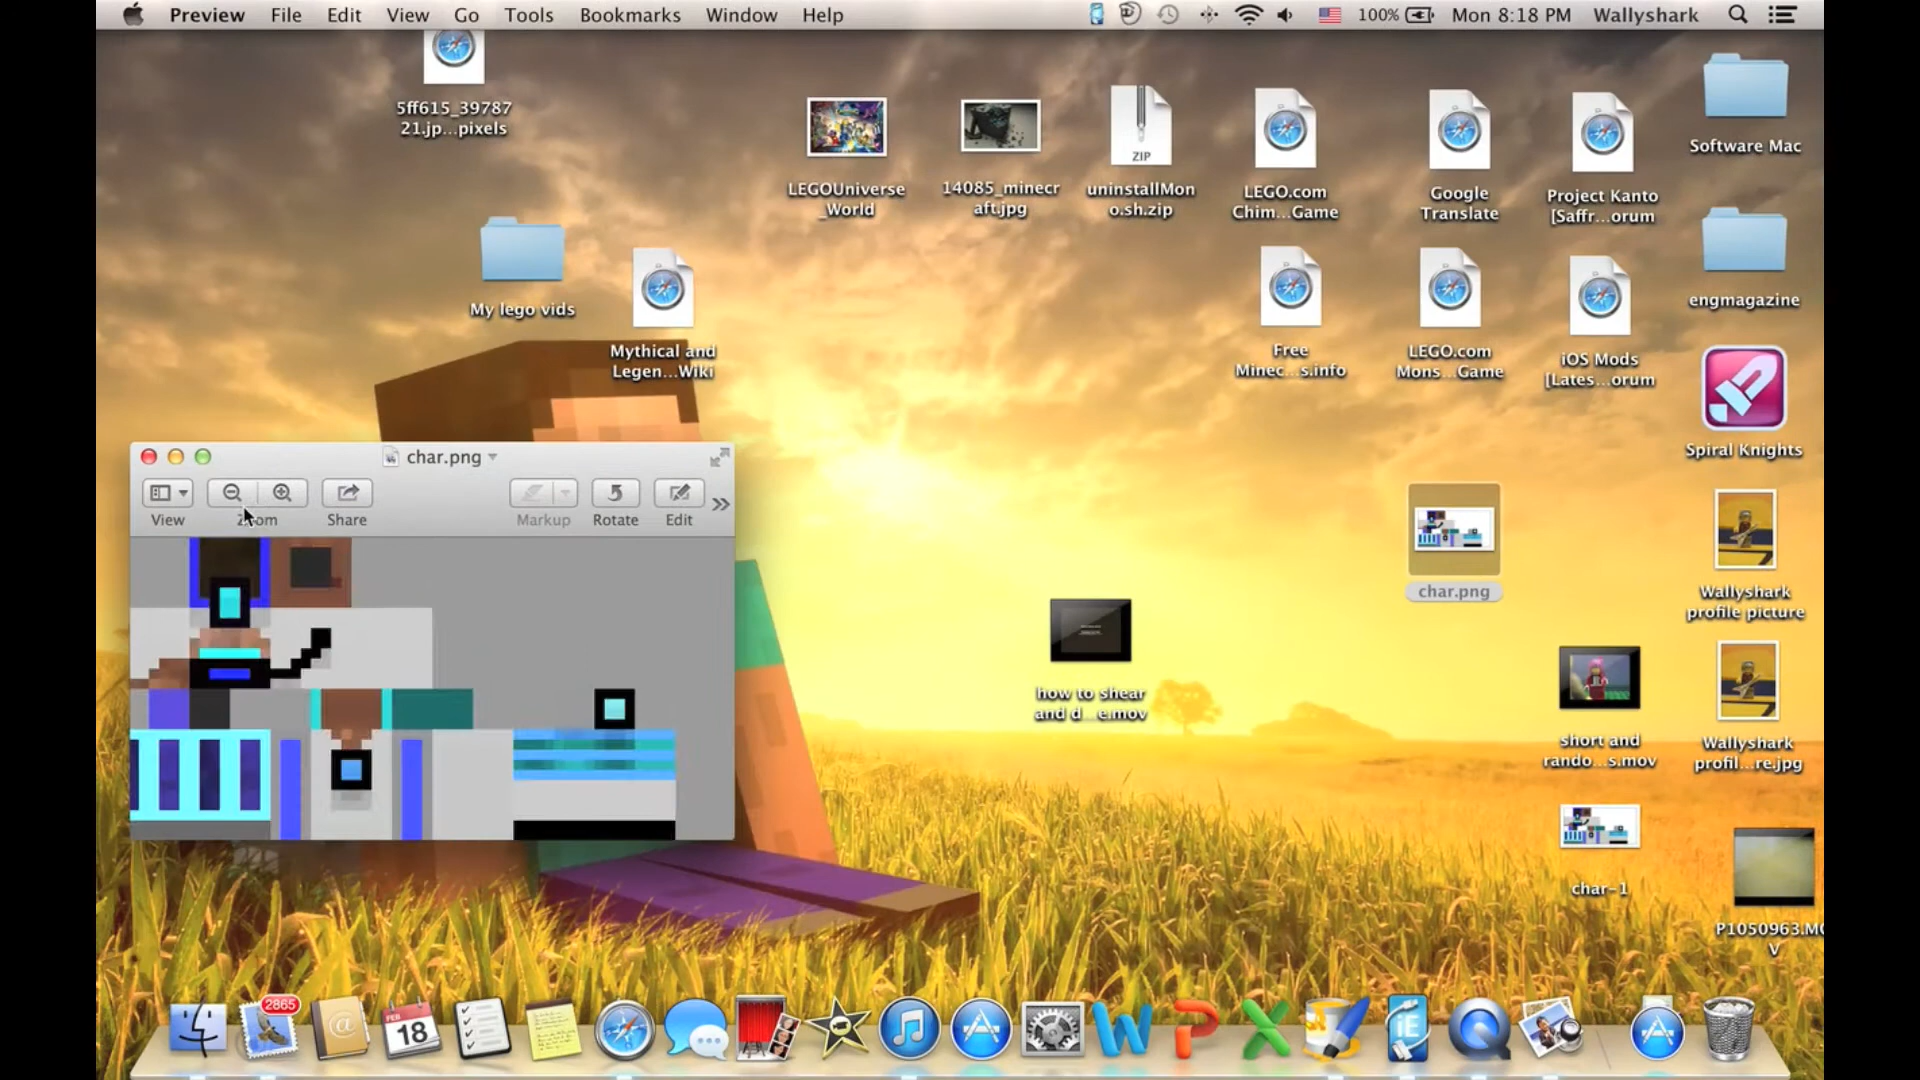 Preview File Edit View Go Tools Bookmarks Window Help 100% Mon 8:18 PM Wallyshark
5ff615_39787
21.jp...pixels
LEGOUniverse
_World
14085_minecr
aft.jpg
ZIP
uninstallMon
o.sh.zip
LEGO.com
Chim...Game
Google
Translate
Project Kanto
[Saffr...orum
Software Mac
My lego vids
Mythical and
Legen...Wiki
Free
Minec...s.info
LEGO.com
Mons...Game
iOS Mods
[Lates...orum
engmagazine
Spiral Knights
char.png
View Zoom Share Markup Rotate Edit
char.png
how to shear
and d...e.mov
Wallyshark
profile picture
short and
rando...s.mov
Wallyshark
profil...re.jpg
char-1
P1050963.MO
V
2865
FEB
18
iE